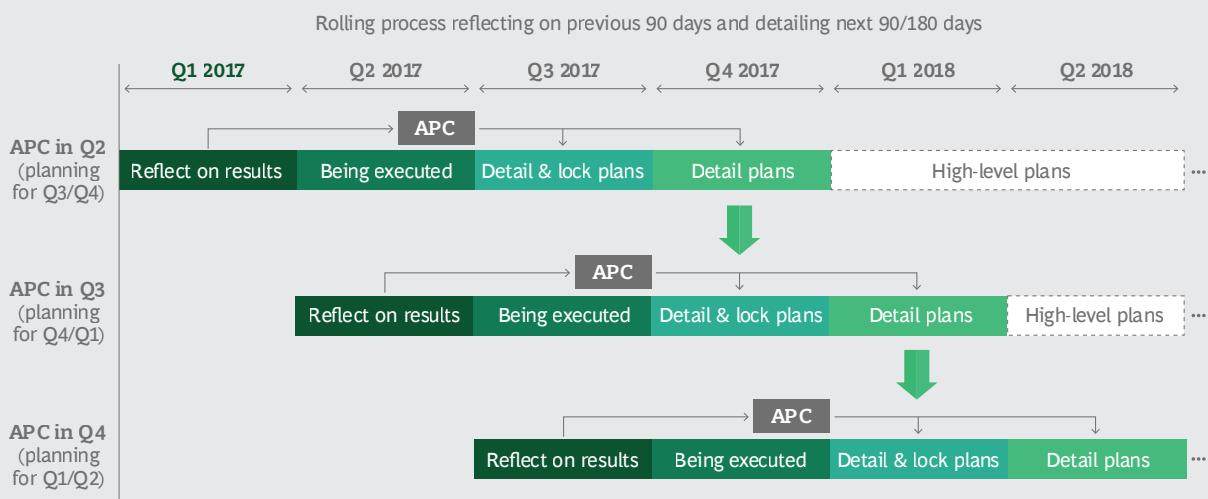 Rolling process reflecting on previous 90 days and detailing next 90/180 days
Q1 2017 Q2 2017 Q3 2017 Q4 2017 Q1 2018 Q2 2018
APC
APC in Q2
(planning
for Q3/Q4)
Reflect on results Being executed Detail & lock plans Detail plans High-level plans ...
APC
APC in Q3
(planning
for Q4/Q1)
Reflect on results Being executed Detail & lock plans Detail plans High-level plans ...
APC
APC in Q4
(planning
for Q1/Q2)
Reflect on results Being executed Detail & lock plans Detail plans ...